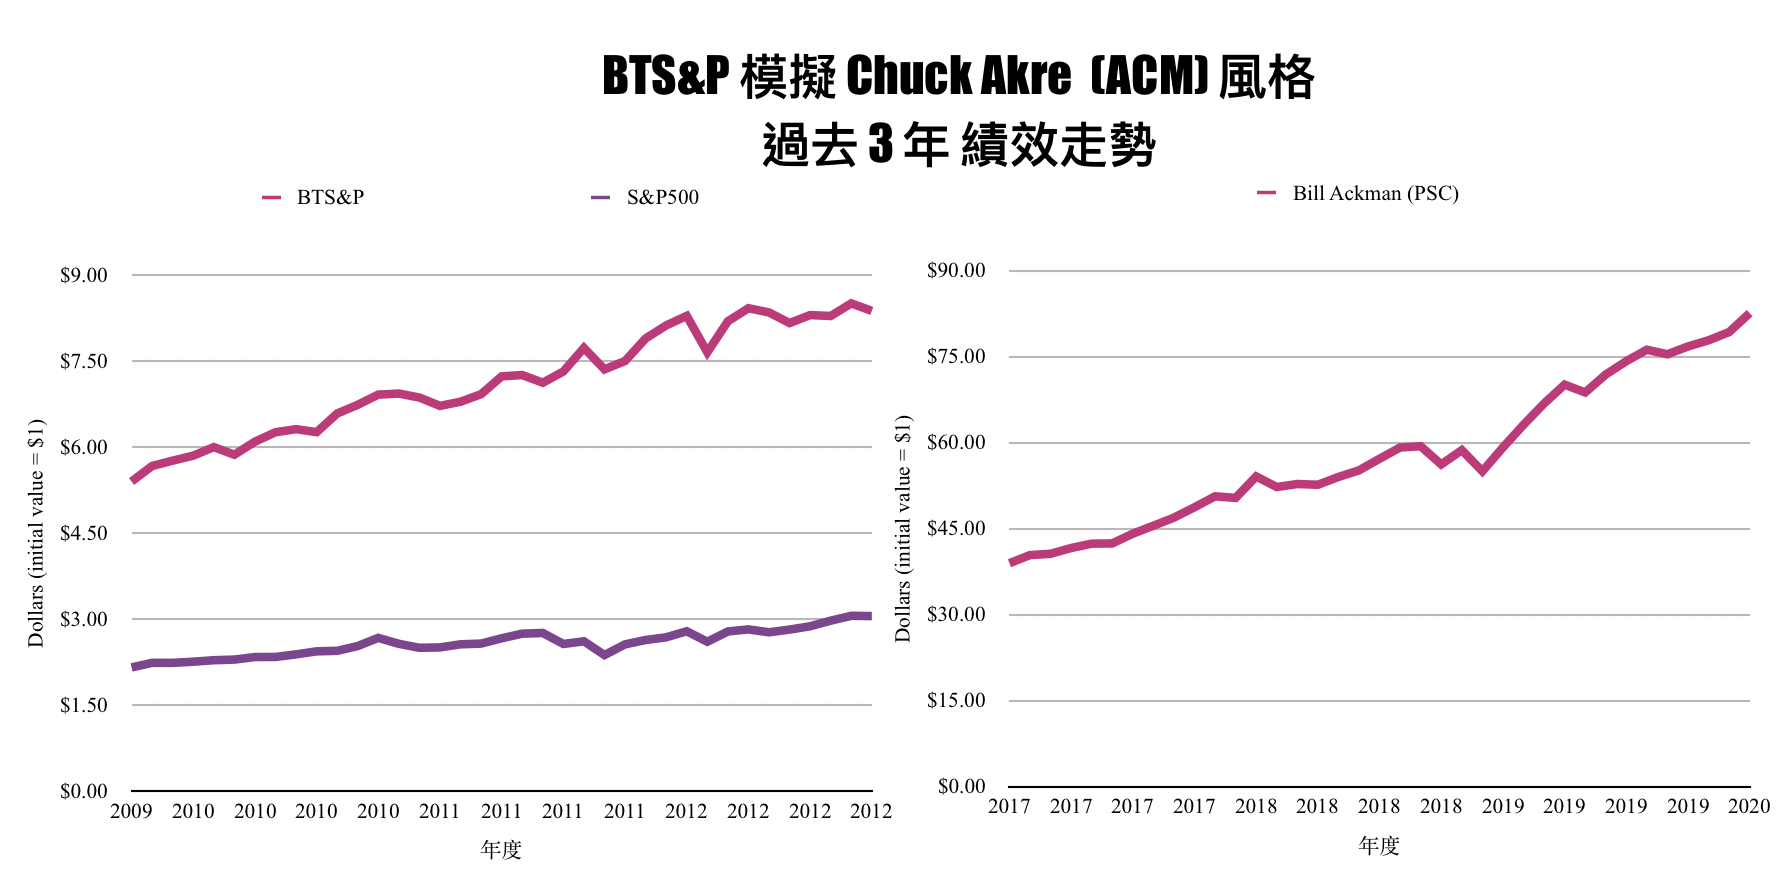 BTS&P 模擬 Chuck Akre (ACM) 風格
過去 3 年 績效走勢
BTS&P
S&P500
$9.00
$7.50
$6.00
$4.50
$3.00
$1.50
$0.00
Dollars (initial value = $1)
2009 2010 2010 2010 2010 2011 2011 2011 2011 2012 2012 2012 2012
年度
Bill Ackman (PSC)
$90.00
$75.00
$60.00
$45.00
$30.00
$15.00
$0.00
Dollars (initial value = $1)
2017 2017 2017 2017 2018 2018 2018 2018 2019 2019 2019 2019 2020
年度